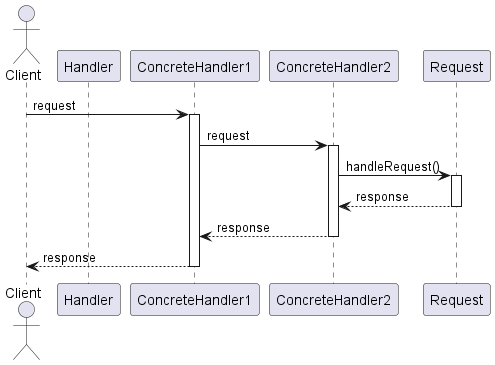 Client
Handler
ConcreteHandler1
ConcreteHandler2
Request
request
request
handleRequest()
response
response
response
Client
Handler
ConcreteHandler1
ConcreteHandler2
Request